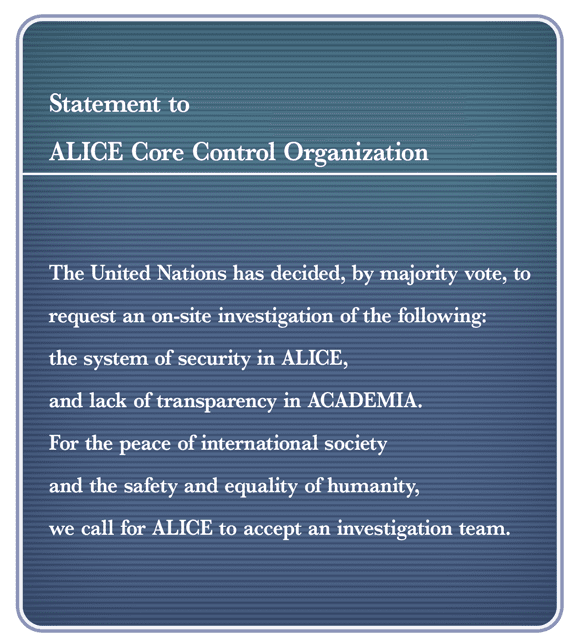 Statement to
ALICE Core Control Organization
The United Nations has decided, by majority vote, to
request an on-site investigation of the following:
the system of security in ALICE,
and lack of transparency in ACADEMIA.
For the peace of international society
and the safety and equality of humanity,
we call for ALICE to accept an investigation team.